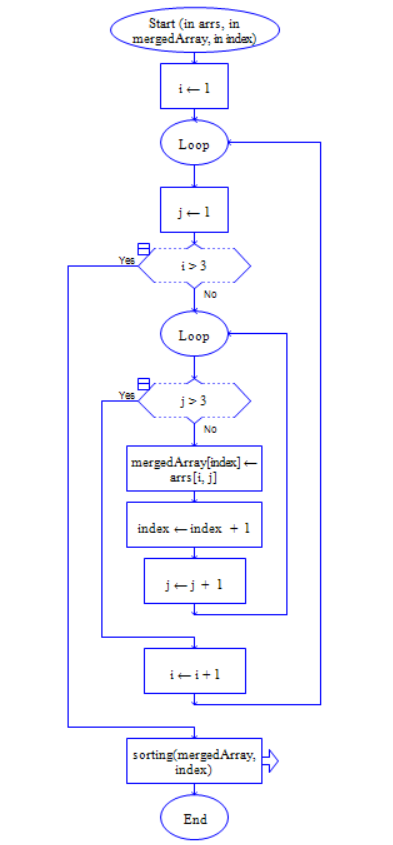 Start (in arrs, in
mergedArray, in index)
i ← 1
Loop
j ← 1
i > 3
Yes
No
Loop
j > 3
Yes
No
mergedArray[index] ←
arrs[i, j]
index ← index + 1
j ← j + 1
i ← i + 1
sorting(mergedArray,
index)
End